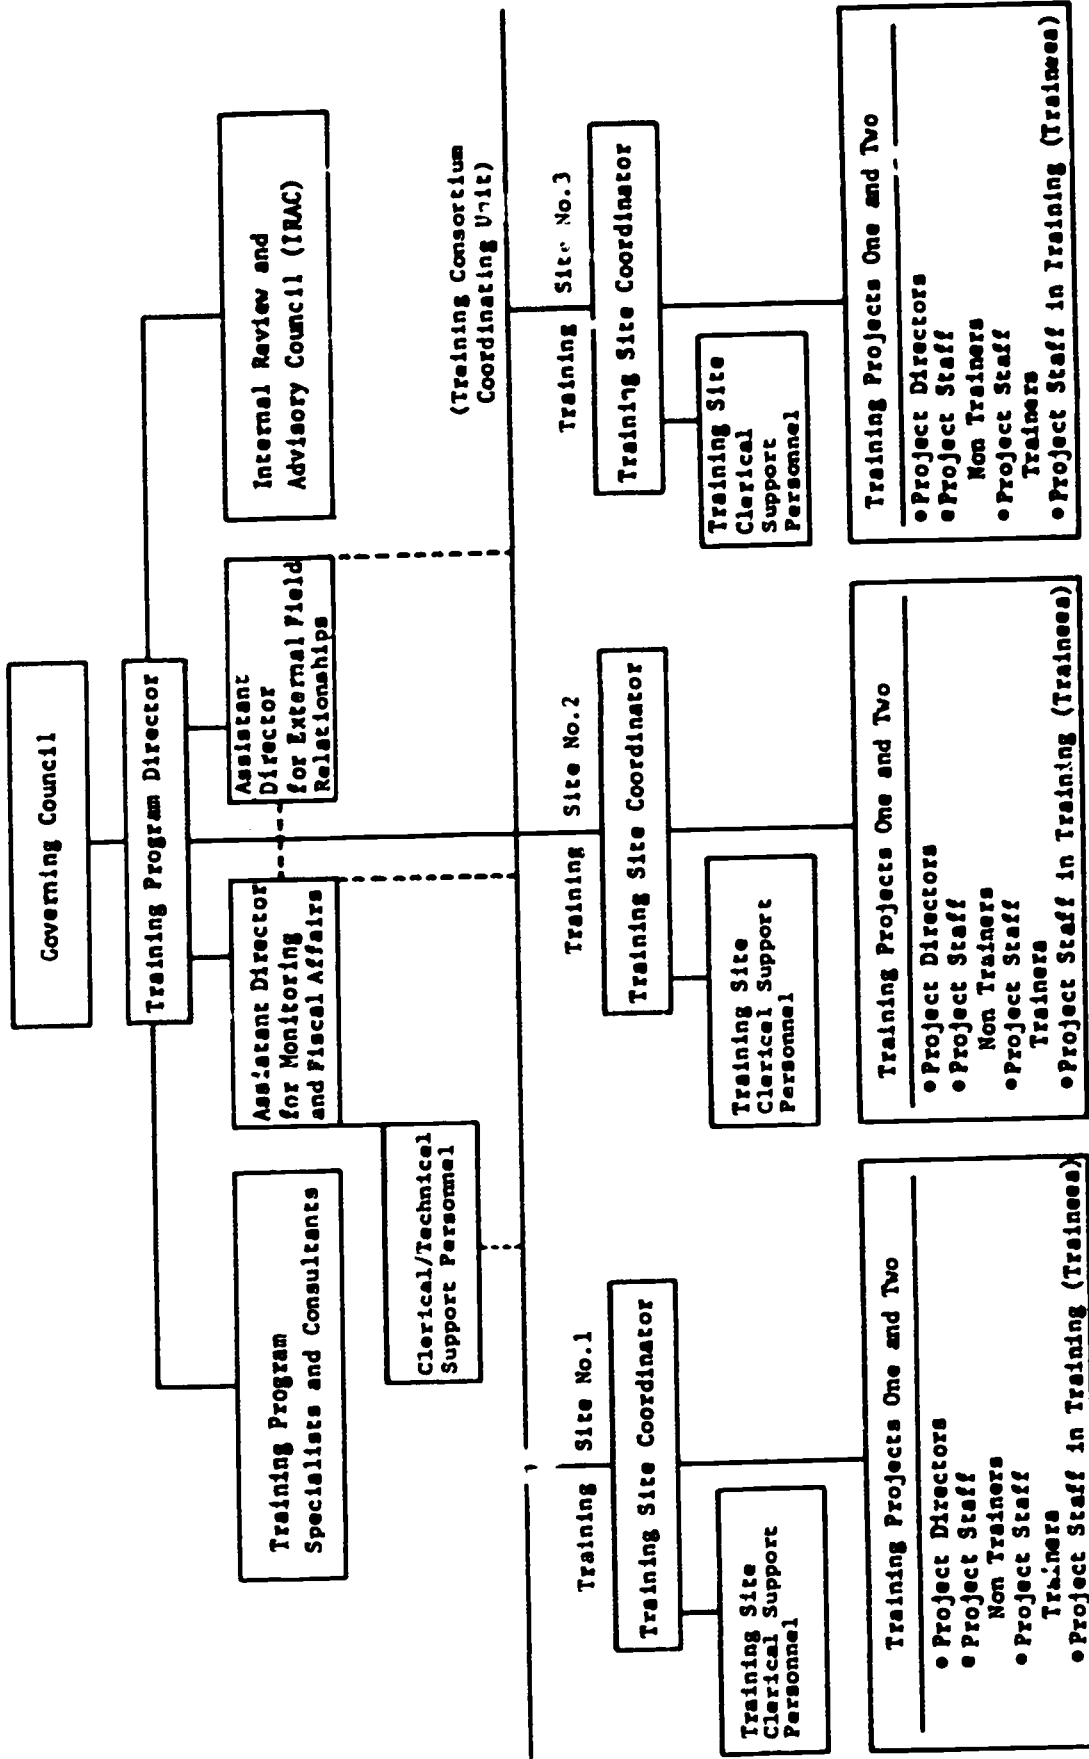 Governing Council
Training Program Director
Training Program
Specialists and Consultants
Assistant Director
for Monitoring
and Fiscal Affairs
Assistant
Director
for External Field
Relationships
Internal Review and
Advisory Council (IRAC)
Clerical/Technical
Support Personnel
(Training Consortium
Coordinating Unit)
Training Site No.1
Training Site Coordinator
Training Site
Clerical Support
Personnel
Training Projects One and Two
●Project Directors
●Project Staff
Non Trainers
●Project Staff
Trainers
●Project Staff in Training (Trainees)
Training Site No.2
Training Site Coordinator
Training Site
Clerical Support
Personnel
Training Projects One and Two
●Project Directors
●Project Staff
Non Trainers
●Project Staff
Trainers
●Project Staff in Training (Trainees)
Training Site No.3
Training Site Coordinator
Training Site
Clerical
Support
Personnel
Training Projects One and Two
●Project Directors
●Project Staff
Non Trainers
●Project Staff
Trainers
●Project Staff in Training (Trainees)